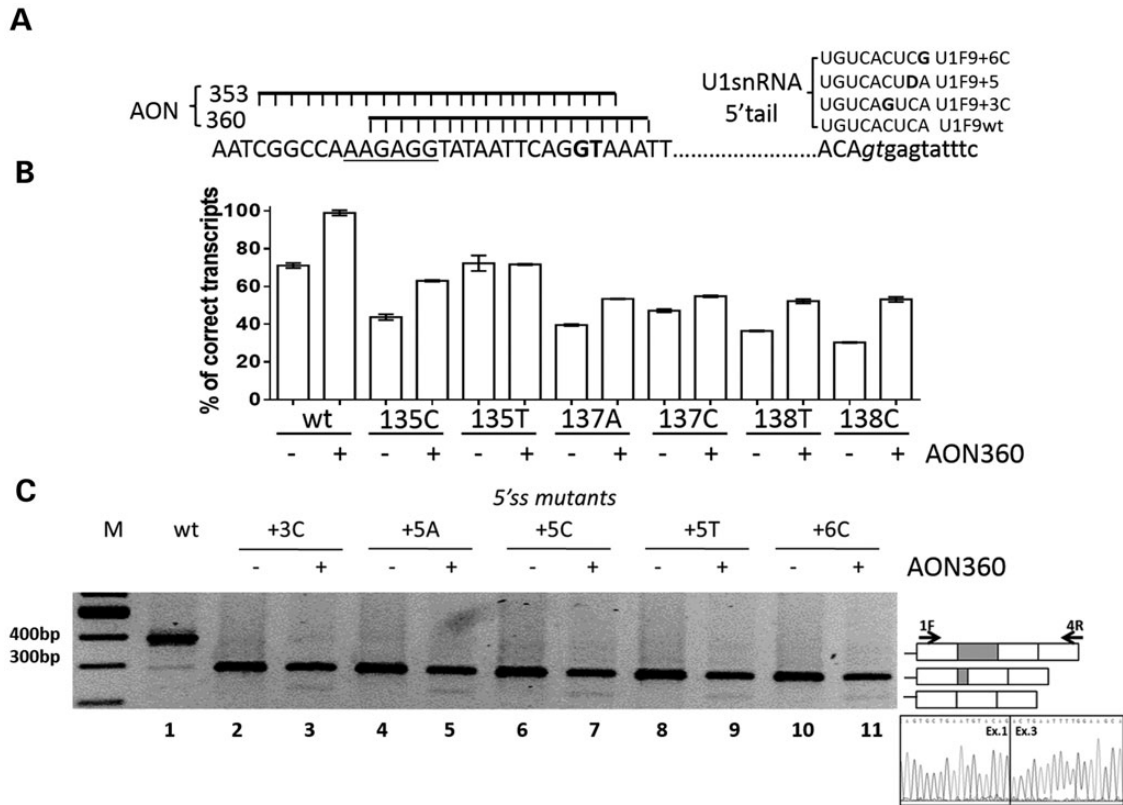 A
AON { 353
360
U1snRNA
5'tail
UGUCACUCG U1F9+6C
UGUCACUDA U1F9+5
UGUCAGUCA U1F9+3C
UGUCACUCA U1F9wt
AATCGGCCAAAGAGGTATAATTCAGGTAAATT........................ACAgtgagtatttc
B
% of correct transcripts
100
80
60
40
20
0
wt 135C 135T 137A 137C 138T 138C
- + - + - + - + - + - + - + AON360
C
5'ss mutants
M wt +3C +5A +5C +5T +6C
- + - + - + - + - + AON360
400bp
300bp
1F 4R
1 2 3 4 5 6 7 8 9 10 11
Ex.1 Ex.3